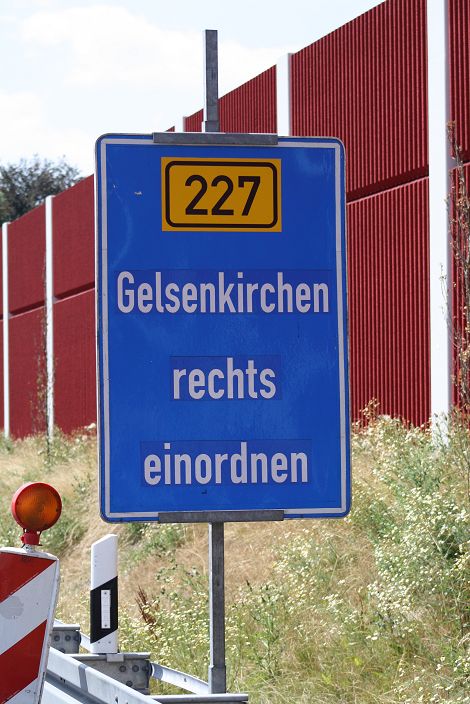 227
Gelsenkirchen
rechts
einordnen